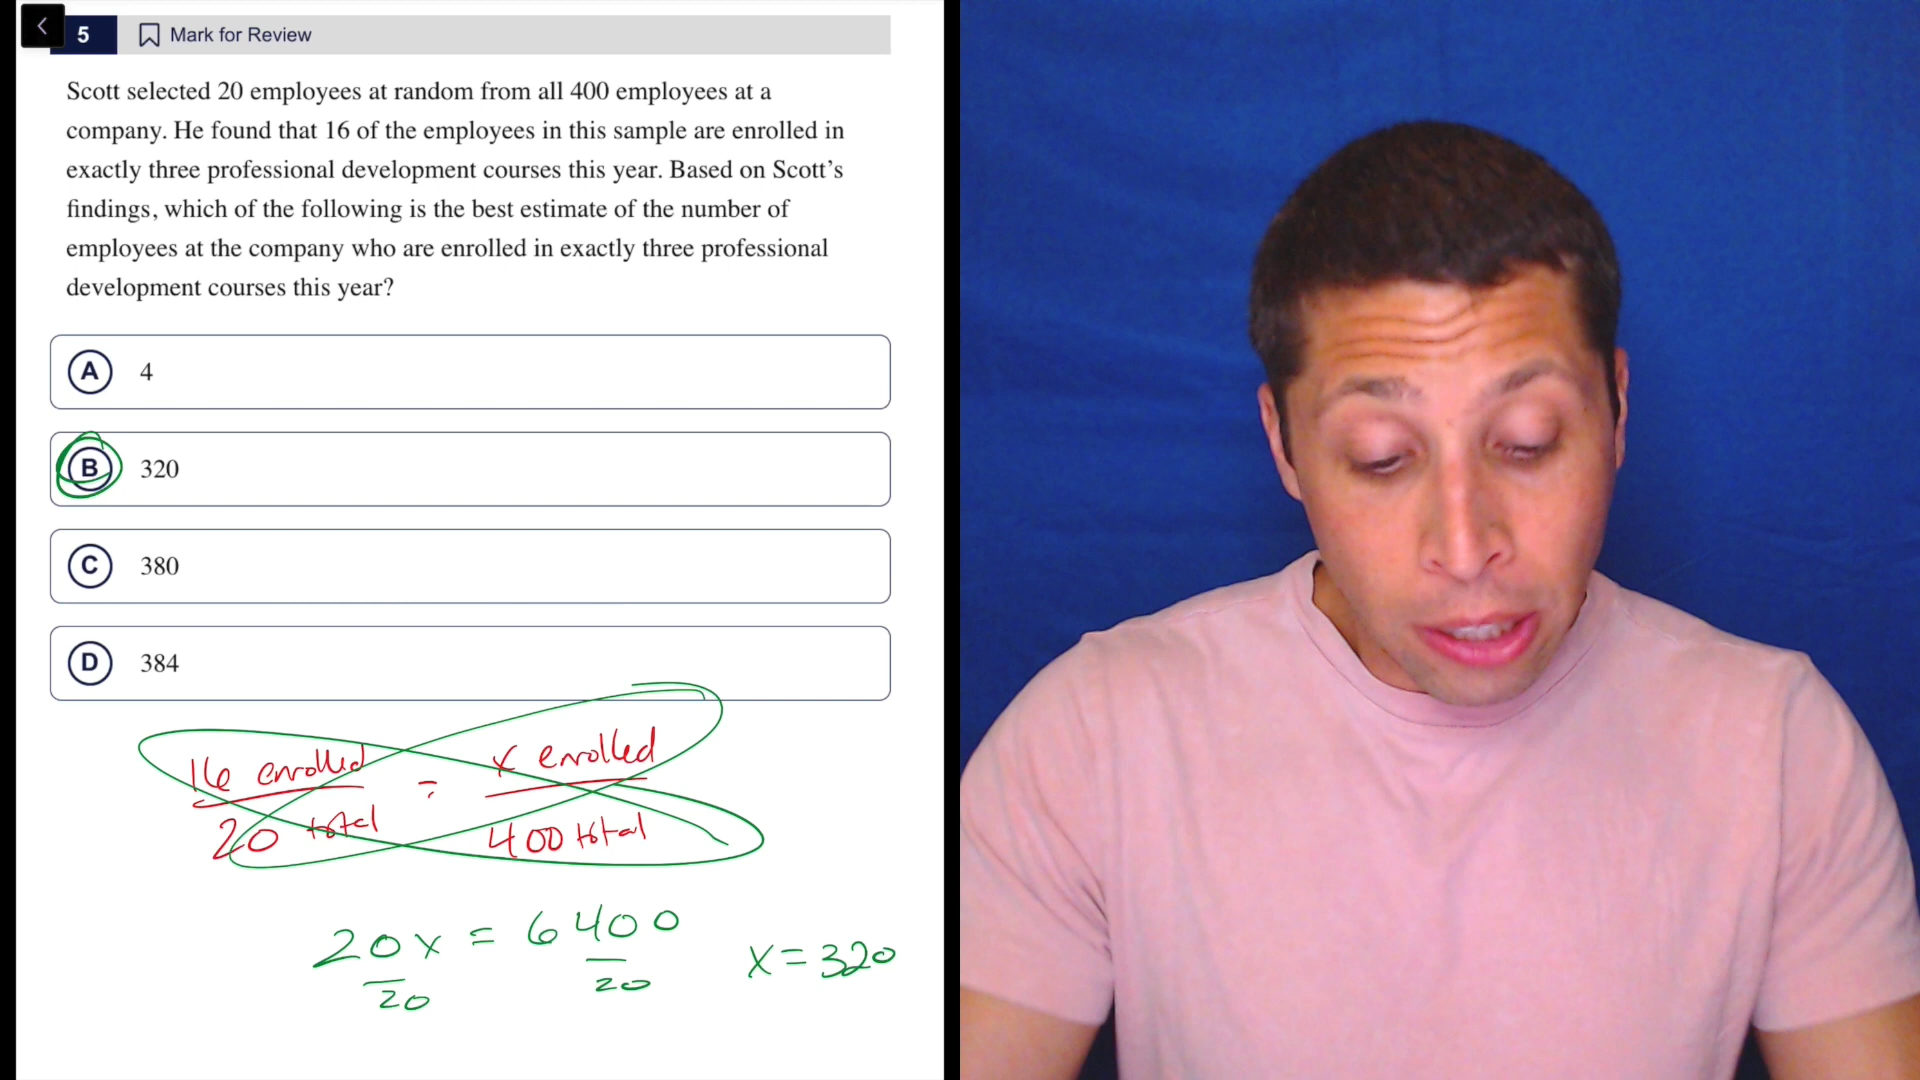 5 Mark for Review
Scott selected 20 employees at random from all 400 employees at a
company. He found that 16 of the employees in this sample are enrolled in
exactly three professional development courses this year. Based on Scott’s
findings, which of the following is the best estimate of the number of
employees at the company who are enrolled in exactly three professional
development courses this year?
A 4
B 320
C 380
D 384
16 enrolled = x enrolled
20 total 400 total
20x = 6400 x = 320
20 20